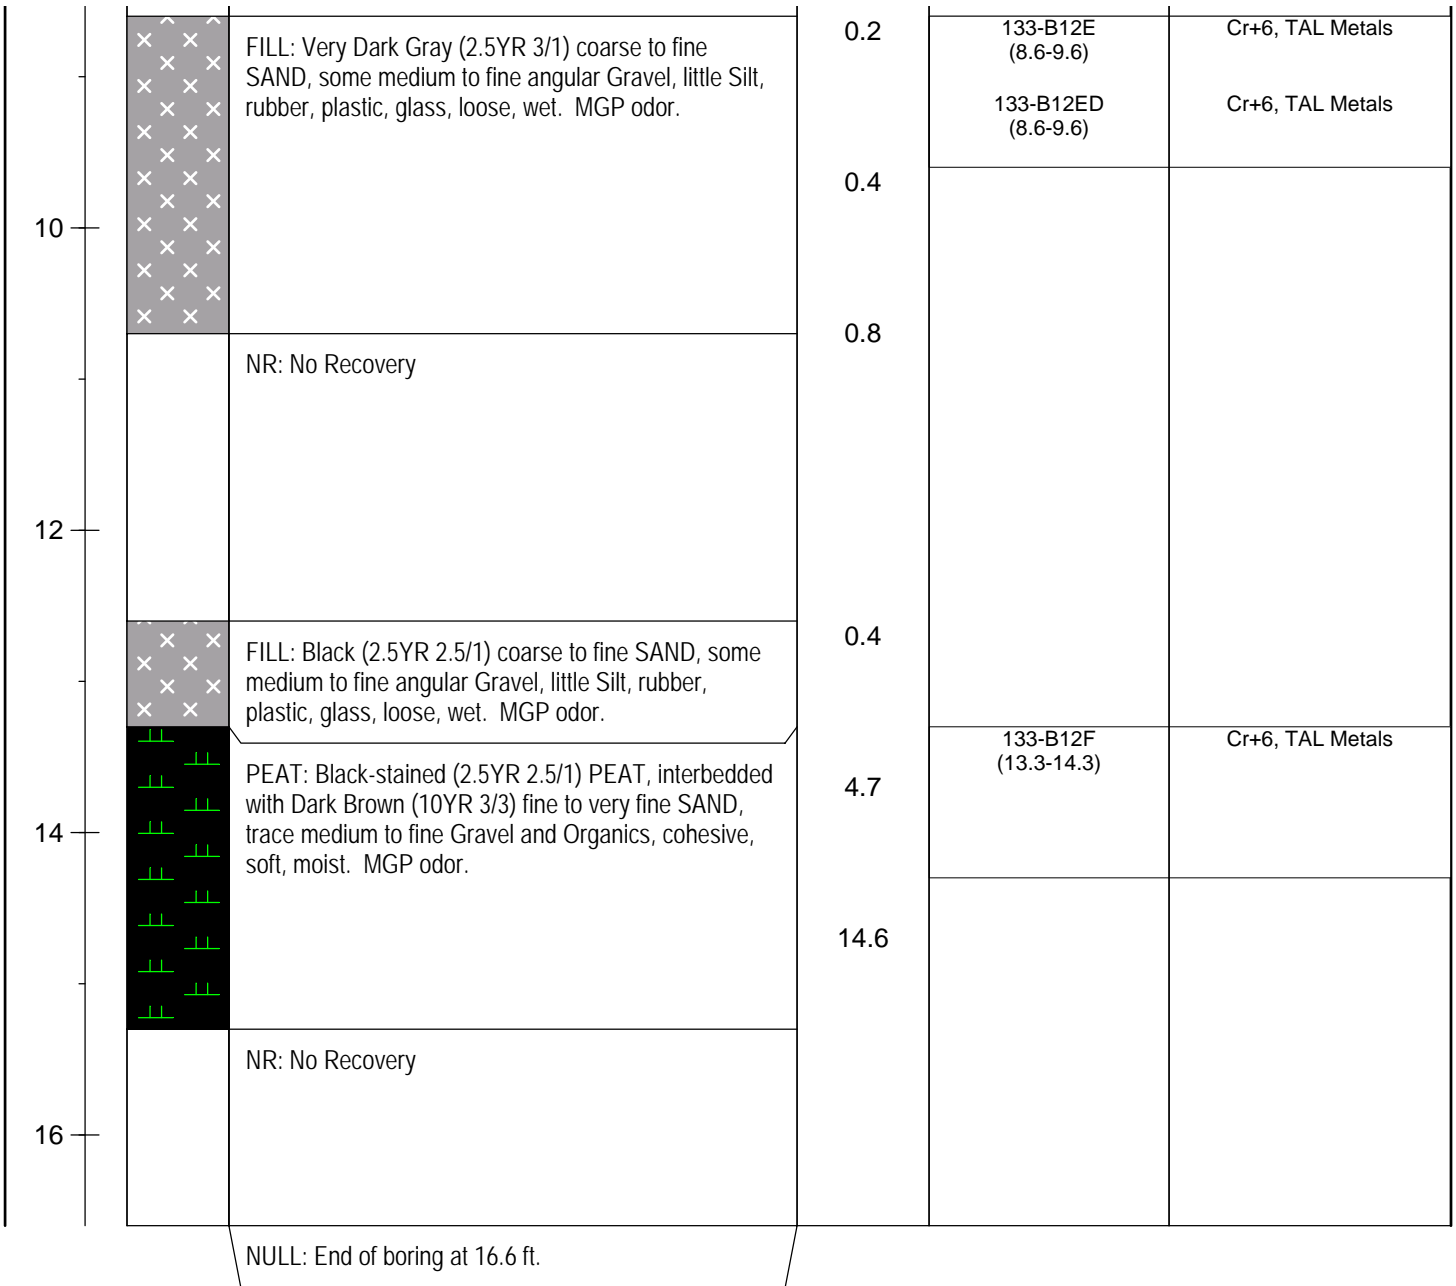 FILL: Very Dark Gray (2.5YR 3/1) coarse to fine
SAND, some medium to fine angular Gravel, little Silt,
rubber, plastic, glass, loose, wet.  MGP odor.
0.2
133-B12E
(8.6-9.6)
Cr+6, TAL Metals
133-B12ED
(8.6-9.6)
Cr+6, TAL Metals
0.4
10
0.8
NR: No Recovery
12
0.4
FILL: Black (2.5YR 2.5/1) coarse to fine SAND, some
medium to fine angular Gravel, little Silt, rubber,
plastic, glass, loose, wet.  MGP odor.
133-B12F
(13.3-14.3)
Cr+6, TAL Metals
PEAT: Black-stained (2.5YR 2.5/1) PEAT, interbedded
with Dark Brown (10YR 3/3) fine to very fine SAND,
trace medium to fine Gravel and Organics, cohesive,
soft, moist.  MGP odor.
4.7
14
14.6
NR: No Recovery
16
NULL: End of boring at 16.6 ft.